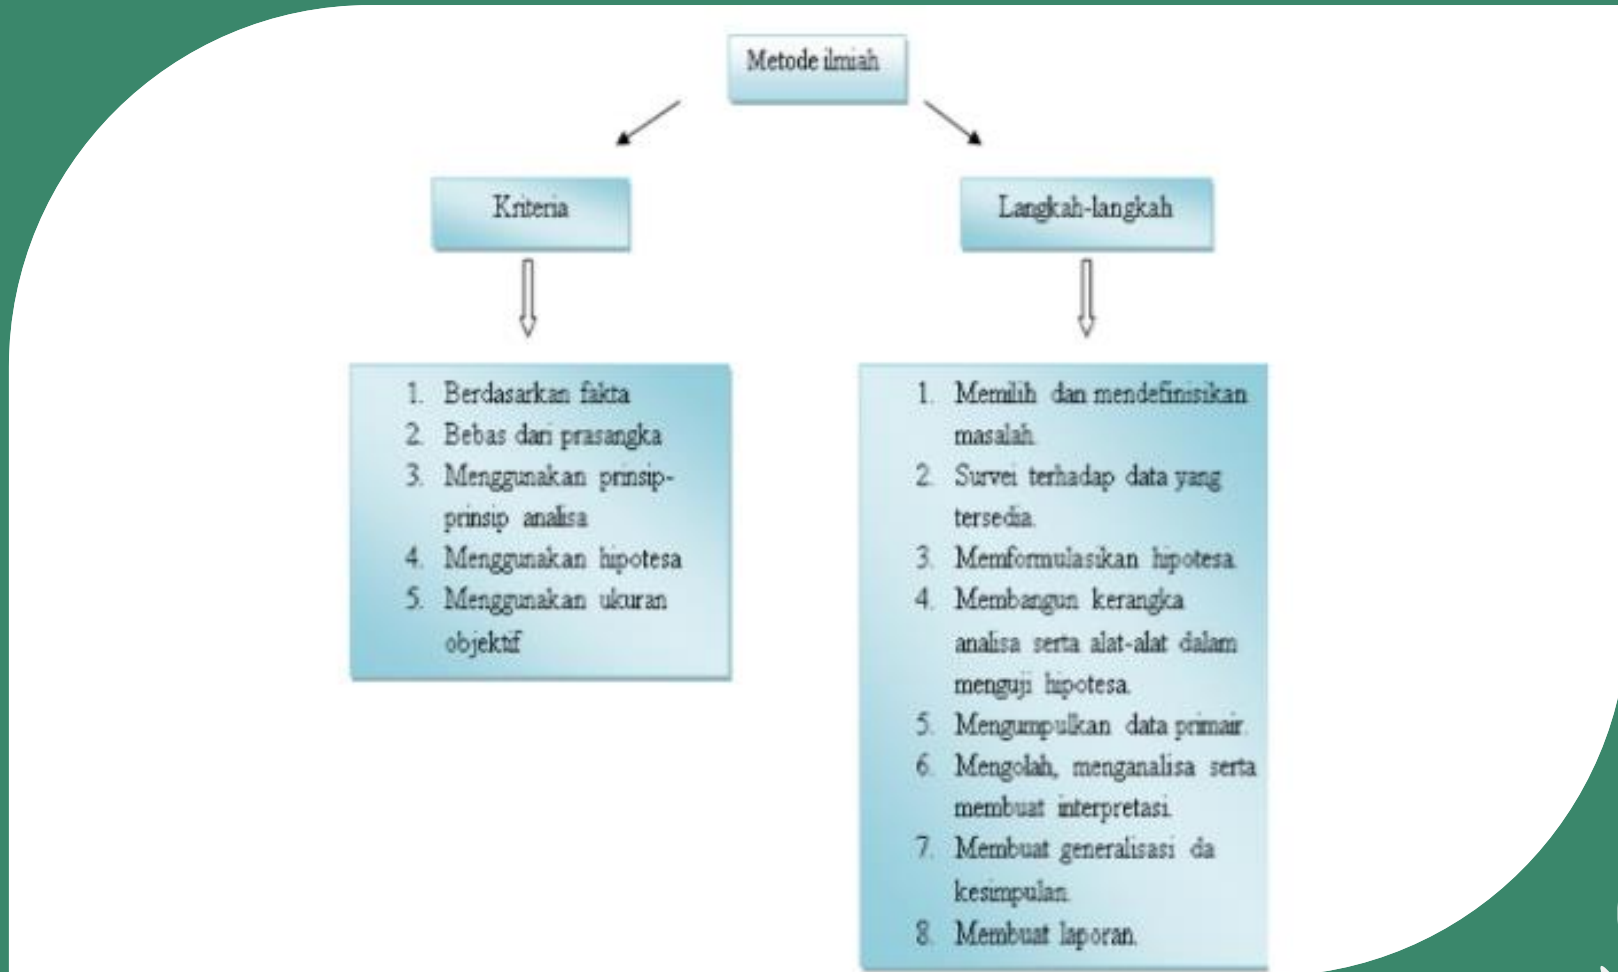 Metode ilmiah
Kriteria
Langkah-langkah
1. Berdasarkan fakta
2. Bebas dari prasangka
3. Menggunakan prinsip-
prinsip analisa
4. Menggunakan hipotesa
5. Menggunakan ukuran
objektif
1. Memilih dan mendefinisikan
masalah.
2. Survei terhadap data yang
tersedia.
3. Memformulasikan hipotesa.
4. Membangun kerangka
analisa serta alat-alat dalam
menguji hipotesa.
5. Mengumpulkan data primair.
6. Mengolah, menganalisa serta
membuat interpretasi.
7. Membuat generalisasi da
kesimpulan.
8. Membuat laporan.